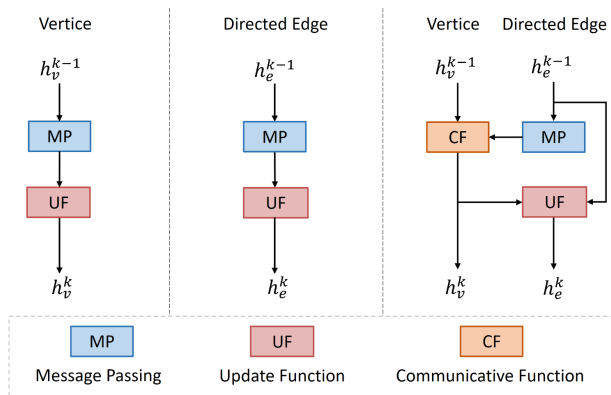 Vertice
Directed Edge
Vertice
Directed Edge
h_v^{k-1}
h_e^{k-1}
h_v^{k-1}
h_e^{k-1}
MP
MP
CF
MP
UF
UF
UF
h_v^k
h_e^k
h_v^k
h_e^k
MP
UF
CF
Message Passing
Update Function
Communicative Function